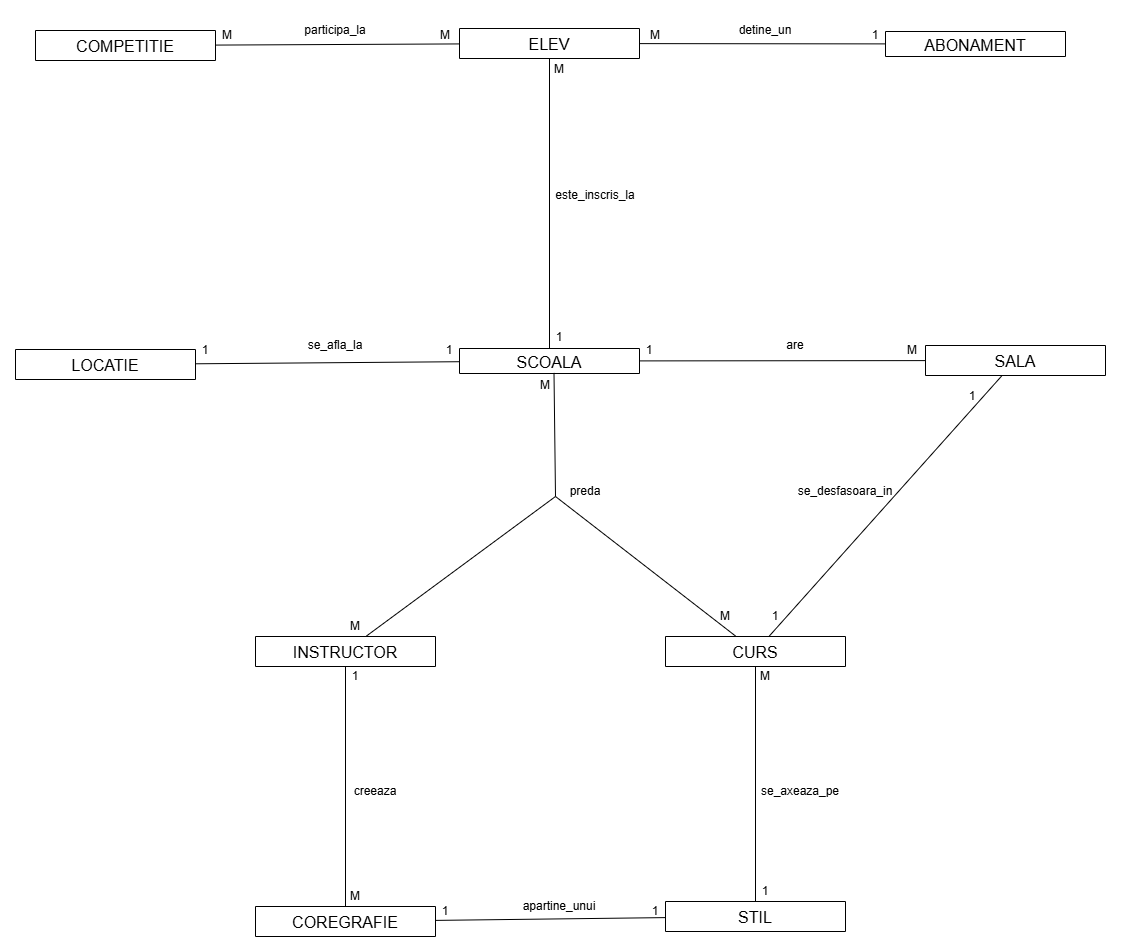 participa_la
detine_un
M
M
M
1
COMPETITIE
ELEV
ABONAMENT
M
este_inscris_la
1
se_afla_la
are
1
1
1
M
LOCATIE
SCOALA
SALA
M
1
preda
se_desfasoara_in
M
M
1
INSTRUCTOR
CURS
1
M
creeaza
se_axeaza_pe
M
1
apartine_unui
1
1
COREGRAFIE
STIL